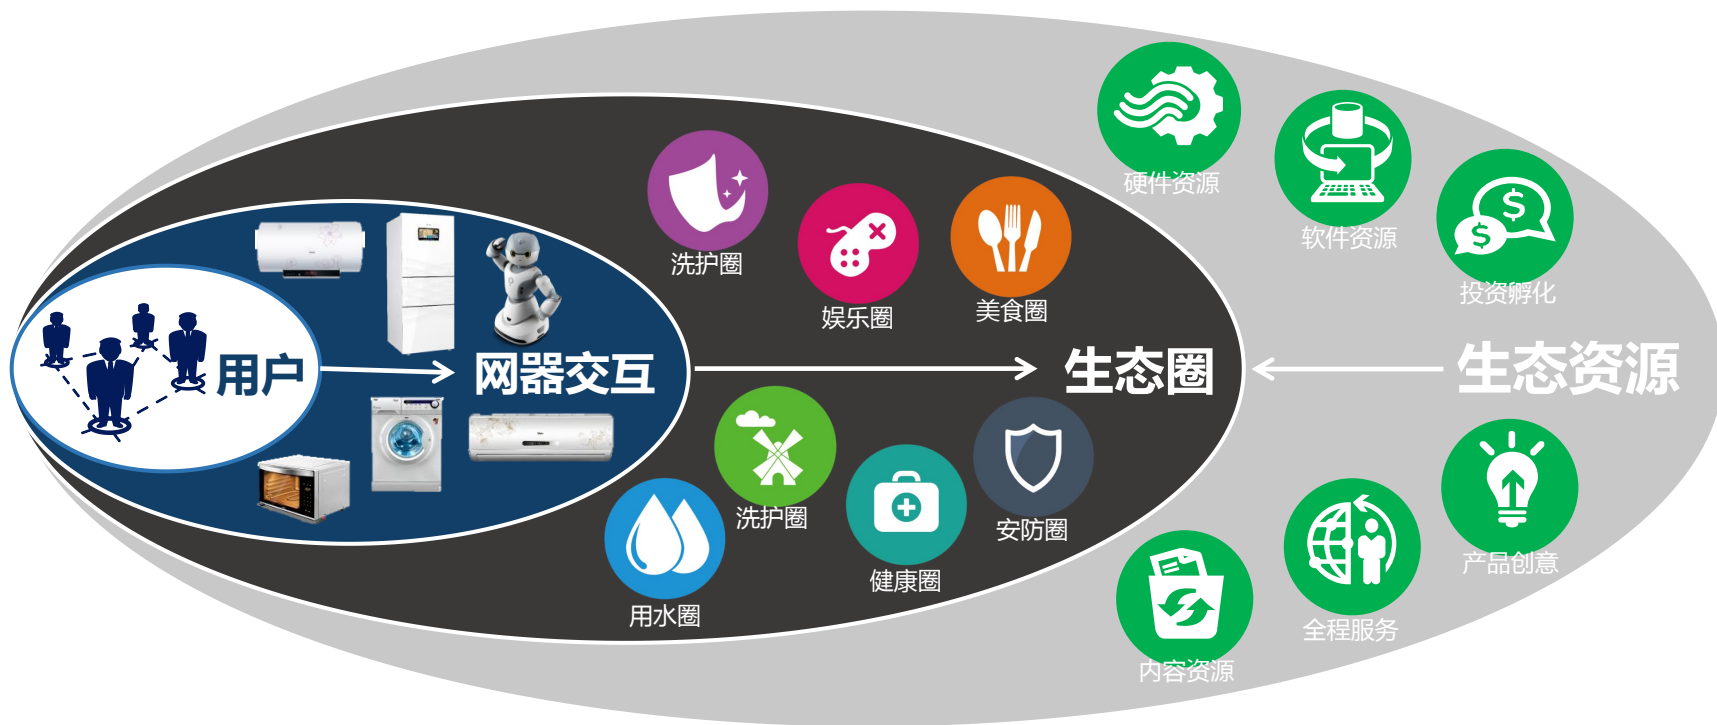 硬件资源
软件资源
投资孵化
洗护圈
娱乐圈
美食圈
用户
网器交互
生态圈
生态资源
洗护圈
安防圈
健康圈
用水圈
产品创意
全程服务
内容资源